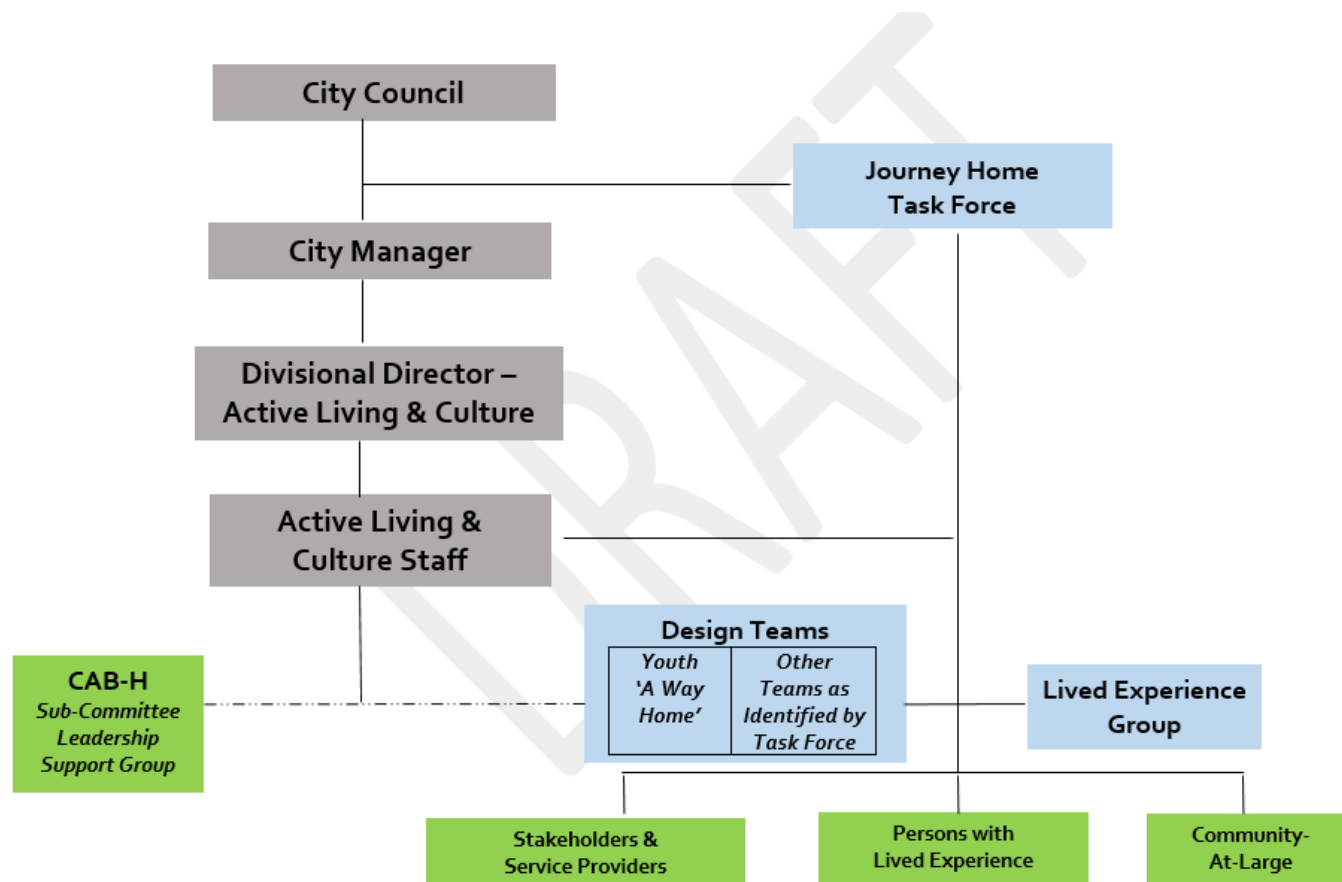 City Council
Journey Home
Task Force
City Manager
Divisional Director –
Active Living & Culture
Active Living &
Culture Staff
Design Teams
Youth
‘A Way
Home’
Other
Teams as
Identified by
Task Force
CAB-H
Sub-Committee
Leadership
Support Group
Lived Experience
Group
Stakeholders &
Service Providers
Persons with
Lived Experience
Community-
At-Large
DRAFT